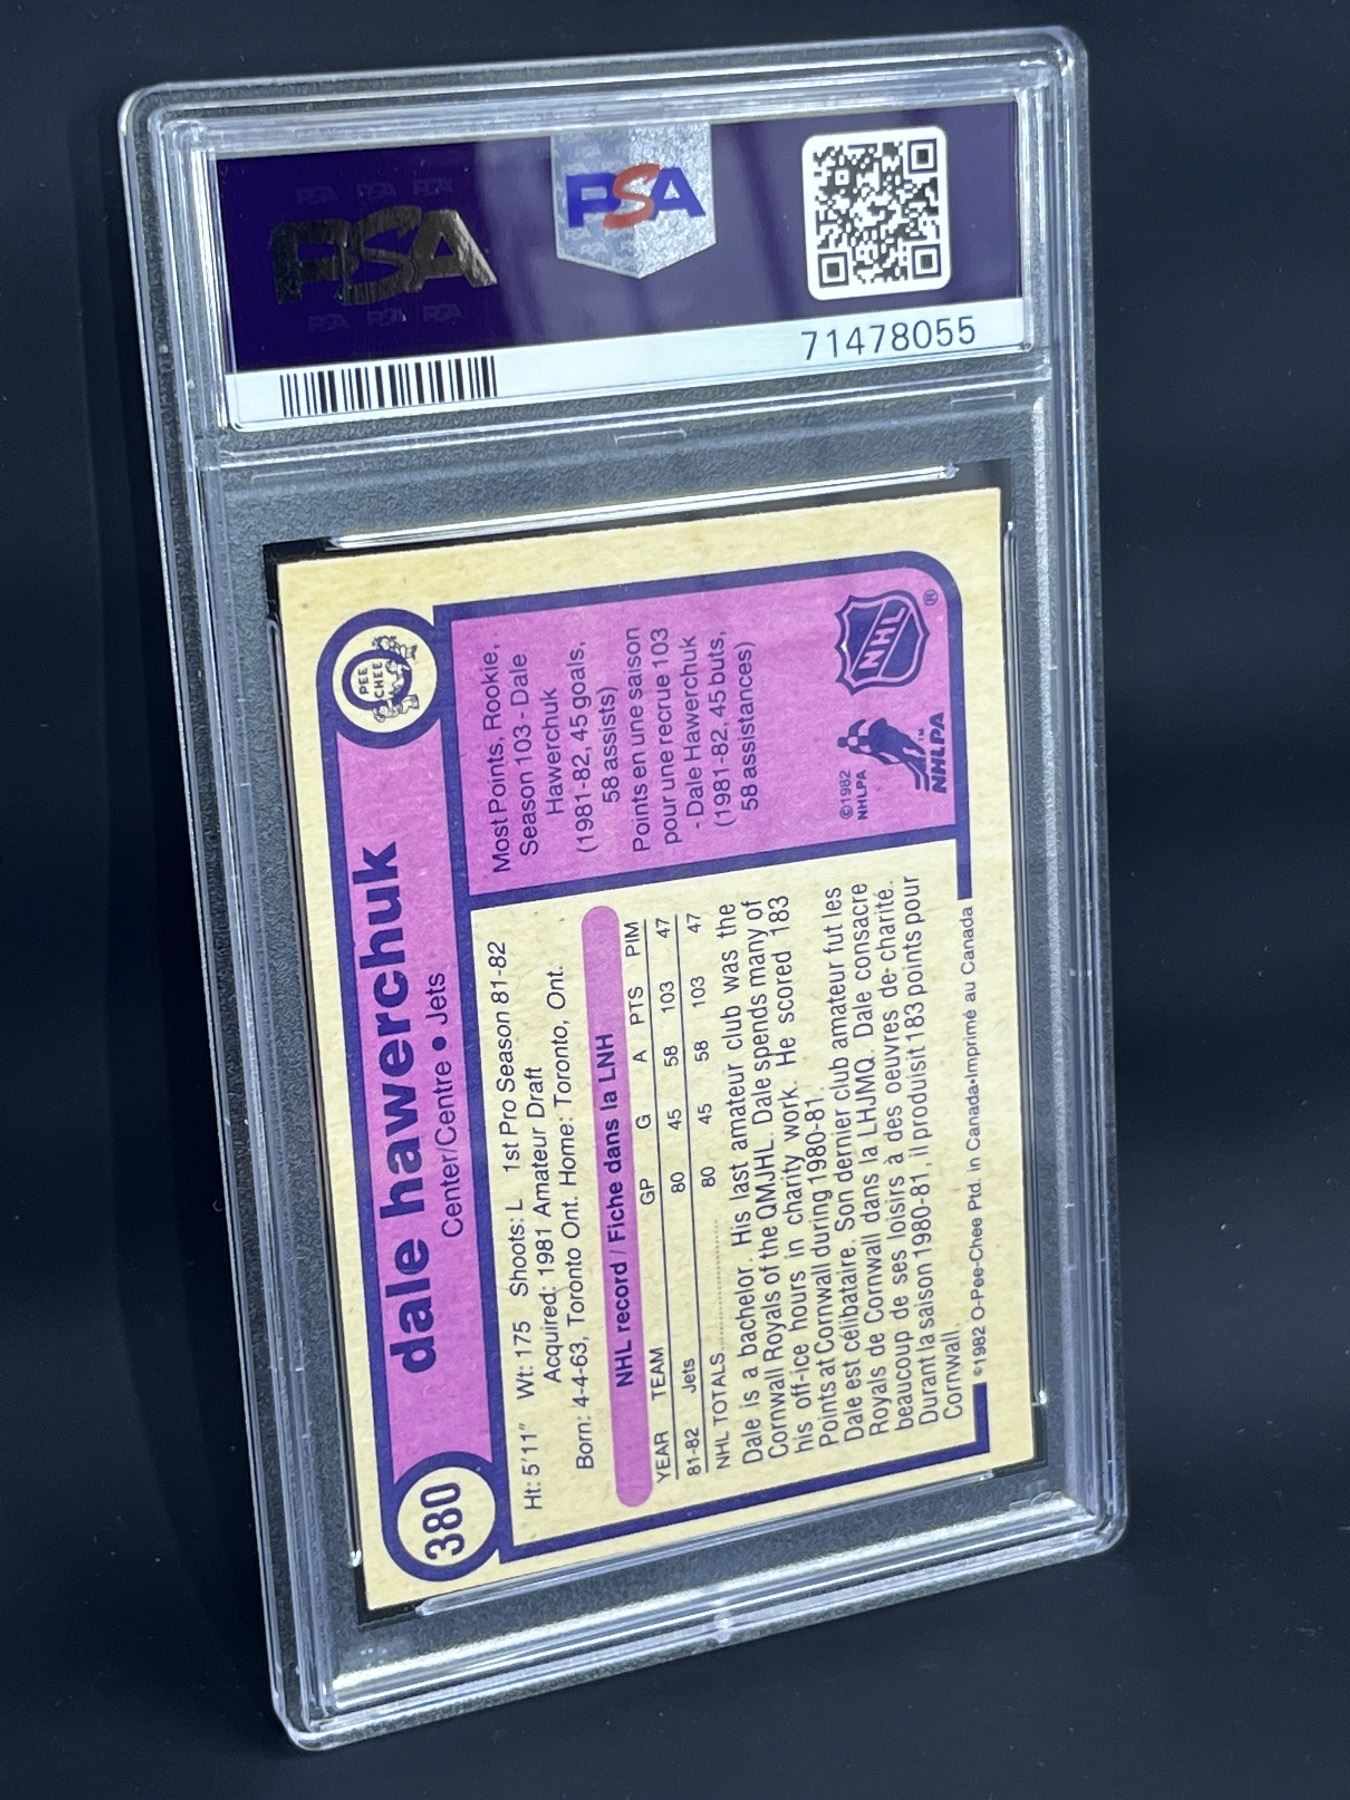 PSA
PSA
71478055
380
dale hawerchuk
Center/Centre • Jets
O
PEE
CHEE
Ht: 5'11" Wt: 175 Shoots: L 1st Pro Season 81-82
Acquired: 1981 Amateur Draft
Born: 4-4-63, Toronto Ont. Home: Toronto, Ont.
NHL record / Fiche dans la LNH
YEAR TEAM GP G A PTS PIM
81-82 Jets 80 45 58 103 47
NHL TOTALS.......... 80 45 58 103 47
Dale is a bachelor. His last amateur club was the
Cornwall Royals of the QMJHL. Dale spends many of
his off-ice hours in charity work. He scored 183
Points at Cornwall during 1980-81.
Dale est célibataire. Son dernier club amateur fut les
Royals de Cornwall dans la LHJMQ. Dale consacre
beaucoup de ses loisirs à des oeuvres de charité.
Durant la saison 1980-81, il produisit 183 points pour
Cornwall.
©1982 O-Pee-Chee Ptd. in Canada•Imprimé au Canada
Most Points, Rookie,
Season 103 - Dale
Hawerchuk
(1981-82, 45 goals,
58 assists)
Points en une saison
pour une recrue 103
- Dale Hawerchuk
(1981-82, 45 buts,
58 assistances)
©1982
NHLPA
NHLPA
TM
NHL
®